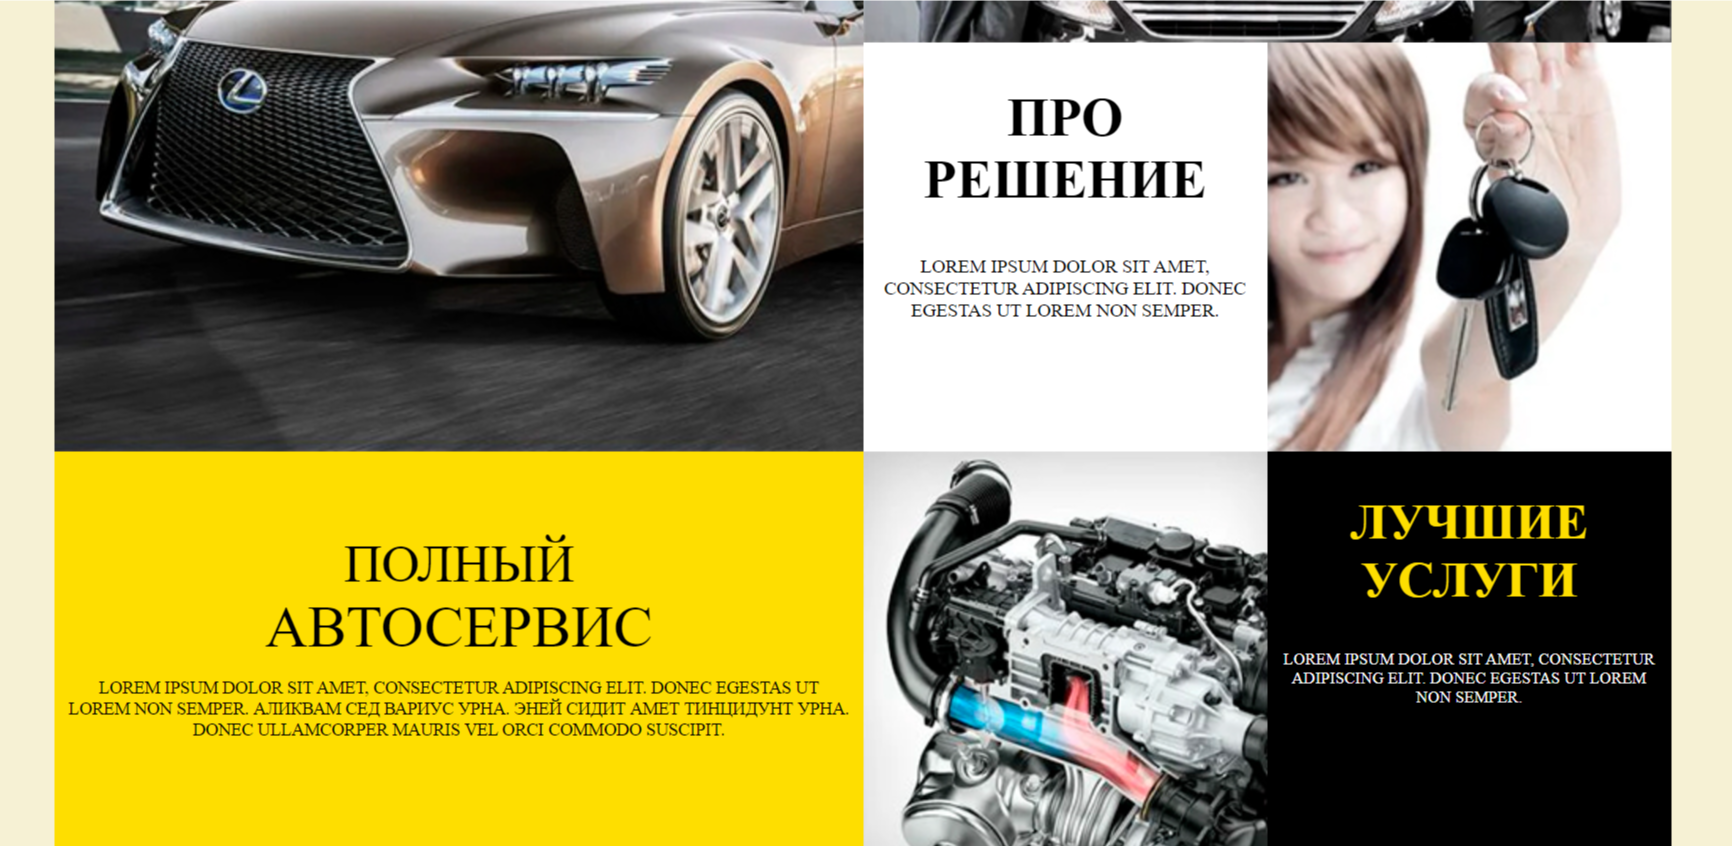 ПРО
РЕШЕНИЕ
LOREM IPSUM DOLOR SIT AMET,
CONSECTETUR ADIPISCING ELIT. DONEC
EGESTAS UT LOREM NON SEMPER.
ПОЛНЫЙ
АВТОСЕРВИС
LOREM IPSUM DOLOR SIT AMET, CONSECTETUR ADIPISCING ELIT. DONEC EGESTAS UT
LOREM NON SEMPER. АЛИКВАМ СЕД ВАРИУС УРНА. ЭНЕЙ СИДИТ АМЕТ ТИНЦИДУНТ УРНА.
DONEC ULLAMCORPER MAURIS VEL ORCI COMMODO SUSCIPIT.
ЛУЧШИЕ
УСЛУГИ
LOREM IPSUM DOLOR SIT AMET, CONSECTETUR
ADIPISCING ELIT. DONEC EGESTAS UT LOREM
NON SEMPER.